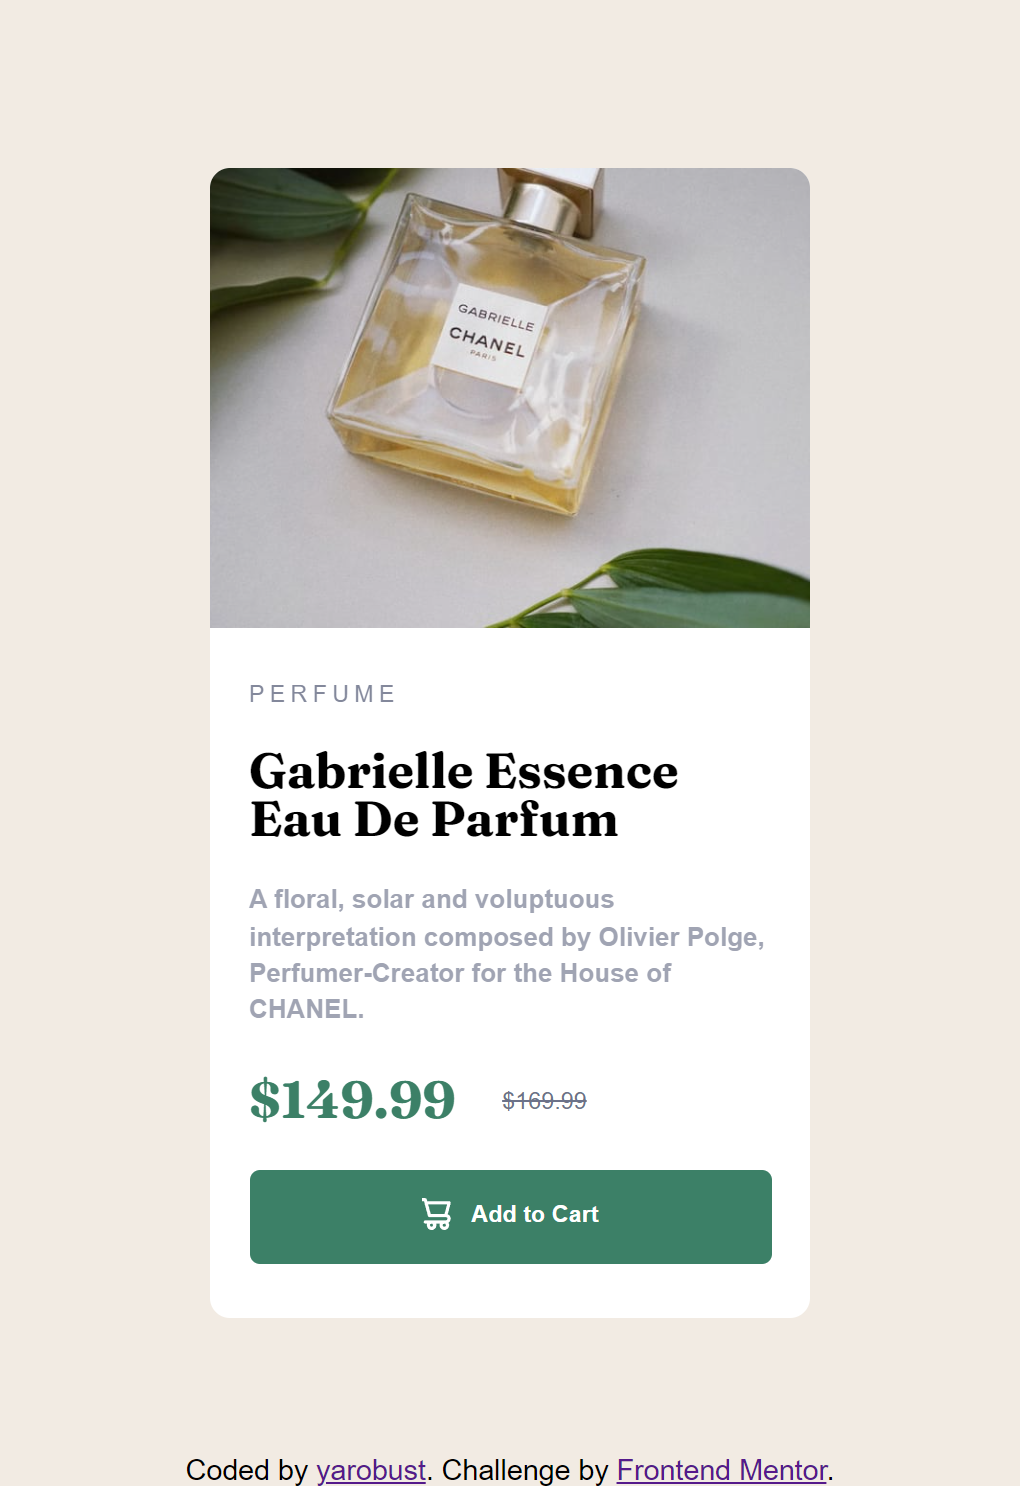 GABRIELLE
CHANEL
PARIS
PERFUME
Gabrielle Essence
Eau De Parfum
A floral, solar and voluptuous
interpretation composed by Olivier Polge,
Perfumer-Creator for the House of
CHANEL.
$149.99 $169.99
Add to Cart
Coded by yarobust. Challenge by Frontend Mentor.